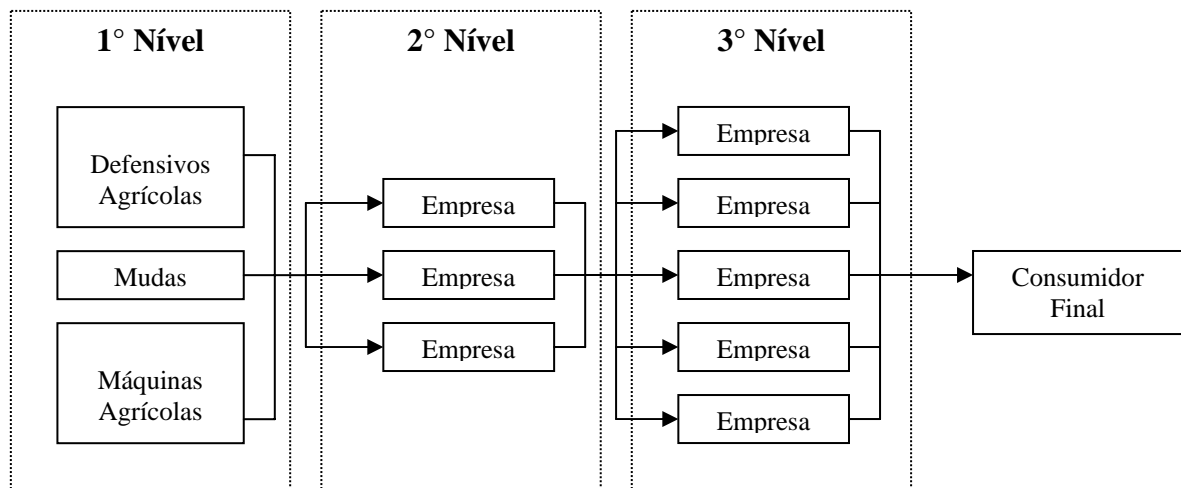 1° Nível
Defensivos
Agrícolas
Mudas
Máquinas
Agrícolas
2° Nível
Empresa
Empresa
Empresa
3° Nível
Empresa
Empresa
Empresa
Empresa
Empresa
Consumidor
Final